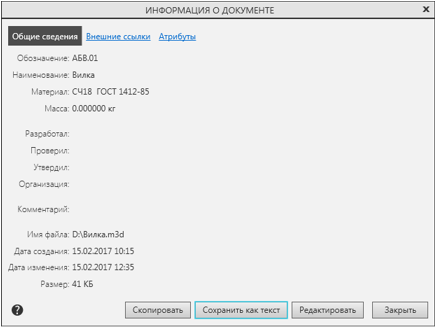 ИНФОРМАЦИЯ О ДОКУМЕНТЕ
Общие сведения Внешние ссылки Атрибуты
Обозначение: АБВ.01
Наименование: Вилка
Материал: СЧ18 ГОСТ 1412-85
Масса: 0.000000 кг
Разработал:
Проверил:
Утвердил:
Организация:
Комментарий:
Имя файла: D:\Вилка.m3d
Дата создания: 15.02.2017 10:15
Дата изменения: 15.02.2017 12:35
Размер: 41 КБ
? Скопировать Сохранить как текст Редактировать Закрыть